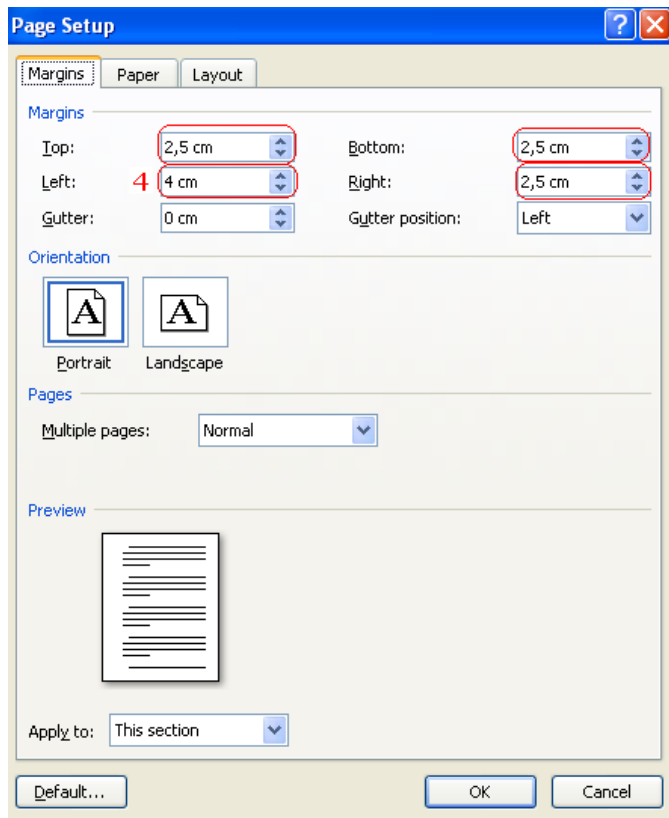 Page Setup
Margins Paper Layout
Margins
Top: 2,5 cm Bottom: 2,5 cm
Left: 4 4 cm Right: 2,5 cm
Gutter: 0 cm Gutter position: Left
Orientation
A A
Portrait Landscape
Pages
Multiple pages: Normal
Preview
Apply to: This section
Default... OK Cancel